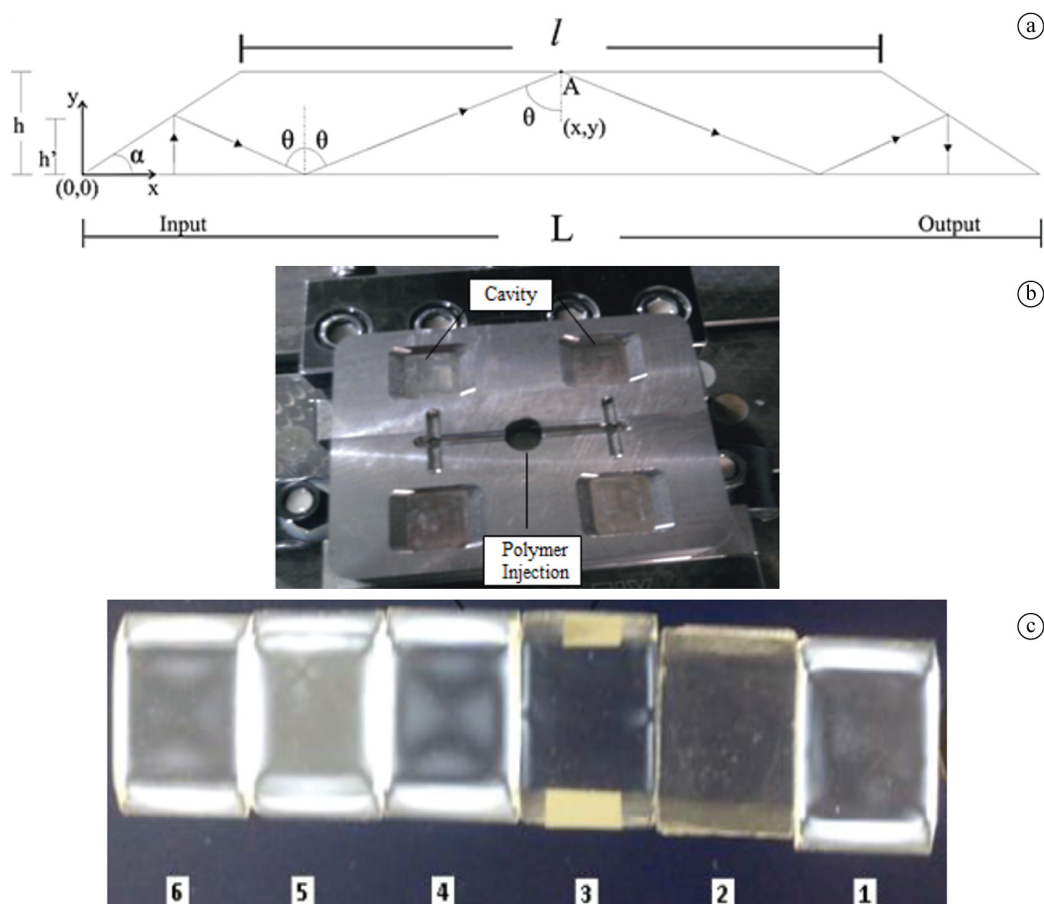 ⓐ
l
h
h'
y
α
(0,0)
x
θ
θ
θ
A
(x,y)
Input
L
Output
ⓑ
Cavity
Polymer
Injection
ⓒ
6 5 4 3 2 1